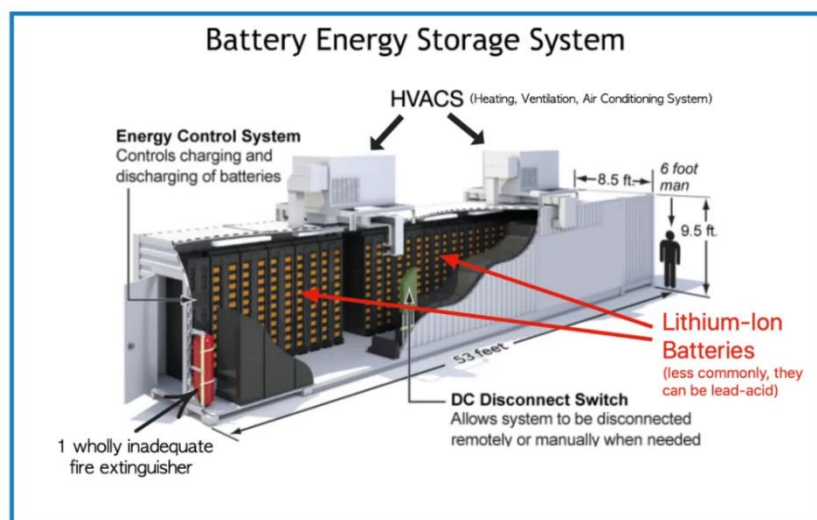 Battery Energy Storage System
HVACS (Heating, Ventilation, Air Conditioning System)
Energy Control System
Controls charging and
discharging of batteries
8.5 ft.
6 foot
man
9.5 ft.
Lithium-Ion
Batteries
(less commonly, they
can be lead-acid)
53 feet
DC Disconnect Switch
Allows system to be disconnected
remotely or manually when needed
1 wholly inadequate
fire extinguisher